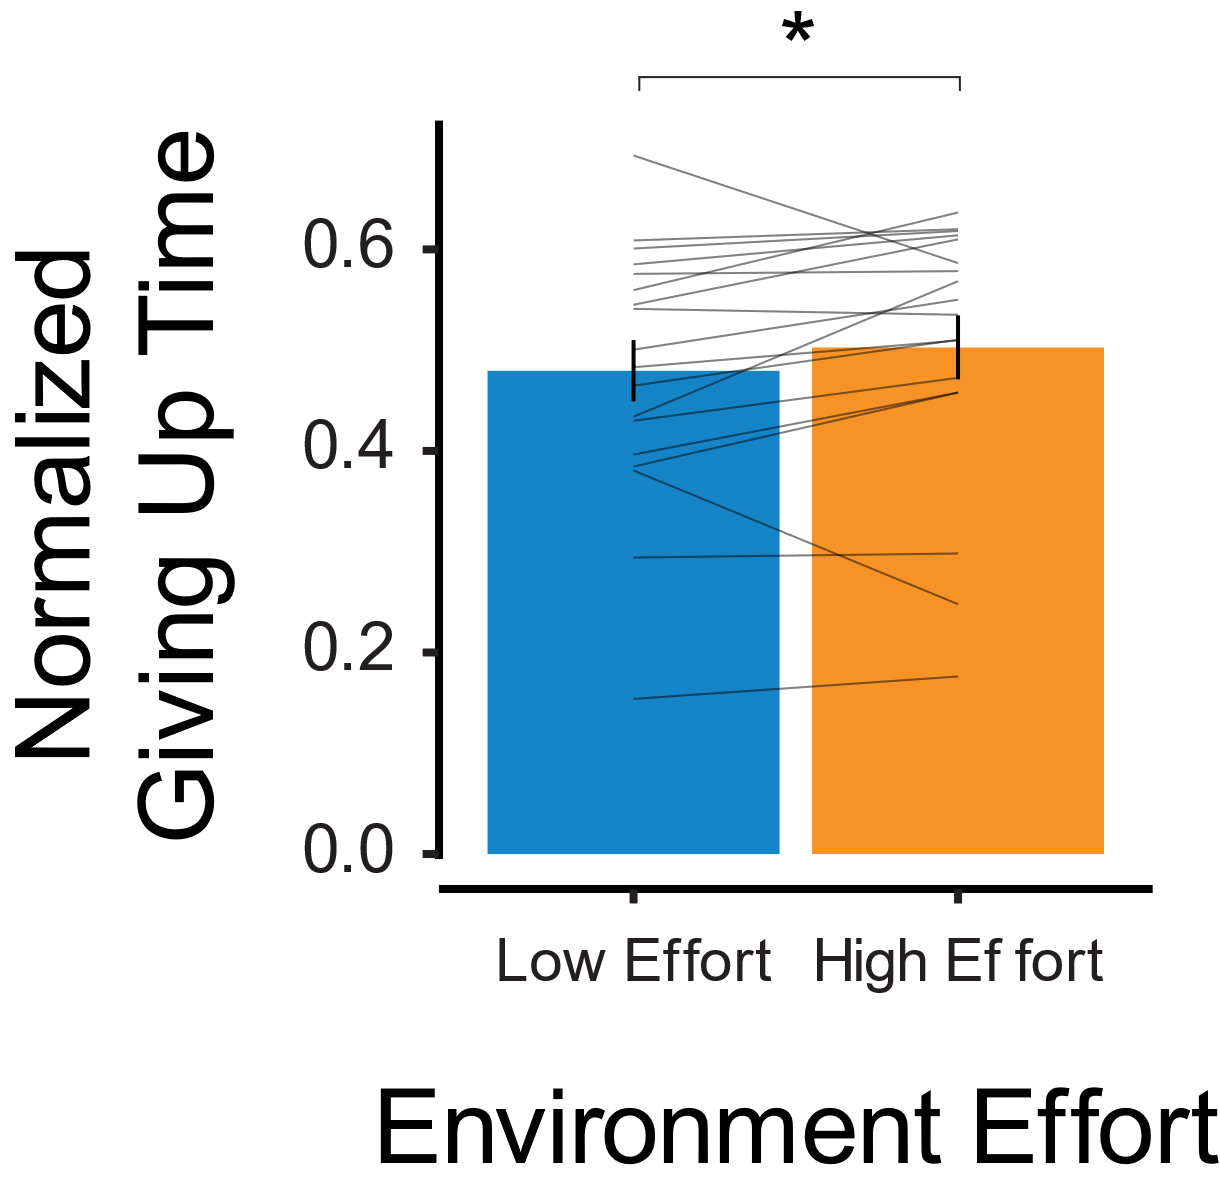 *
Normalized
Giving Up Time
0.6
0.4
0.2
0.0
Low Effort
High Ef fort
Environment Effort